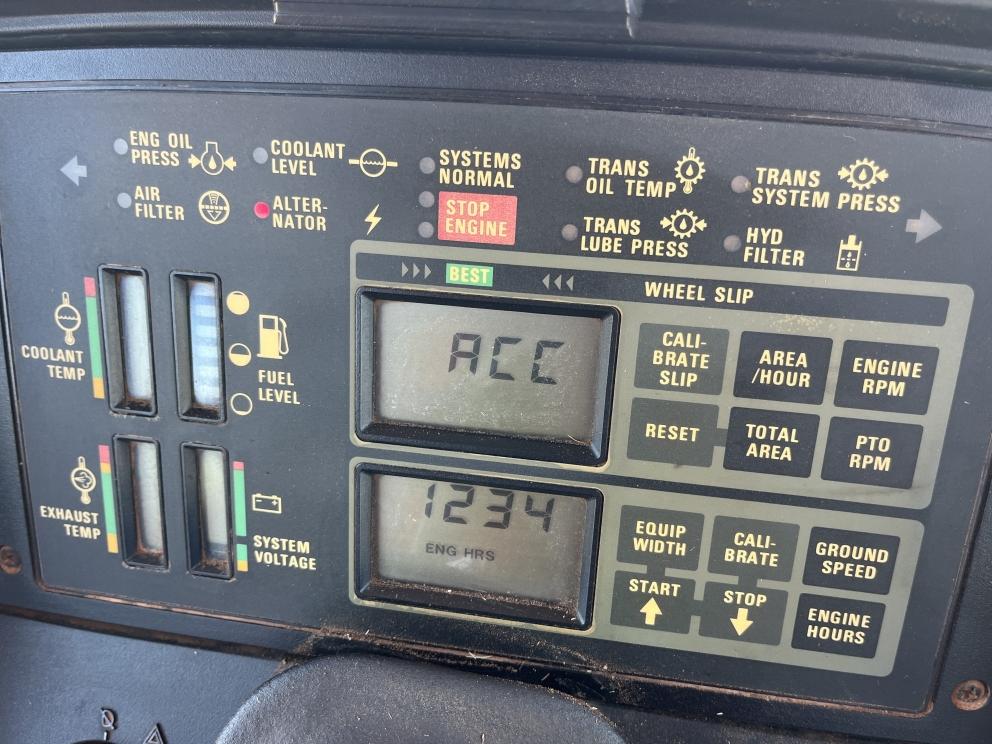 ENG OIL
PRESS
COOLANT
LEVEL
SYSTEMS
NORMAL
TRANS
OIL TEMP
TRANS
SYSTEM PRESS
AIR
FILTER
ALTER-
NATOR
STOP
ENGINE
TRANS
LUBE PRESS
HYD
FILTER
BEST
WHEEL SLIP
COOLANT
TEMP
FUEL
LEVEL
ACC
CALI-
BRATE
SLIP
AREA
/HOUR
ENGINE
RPM
RESET
TOTAL
AREA
PTO
RPM
EXHAUST
TEMP
SYSTEM
VOLTAGE
1234
ENG HRS
EQUIP
WIDTH
CALI-
BRATE
GROUND
SPEED
START
STOP
ENGINE
HOURS